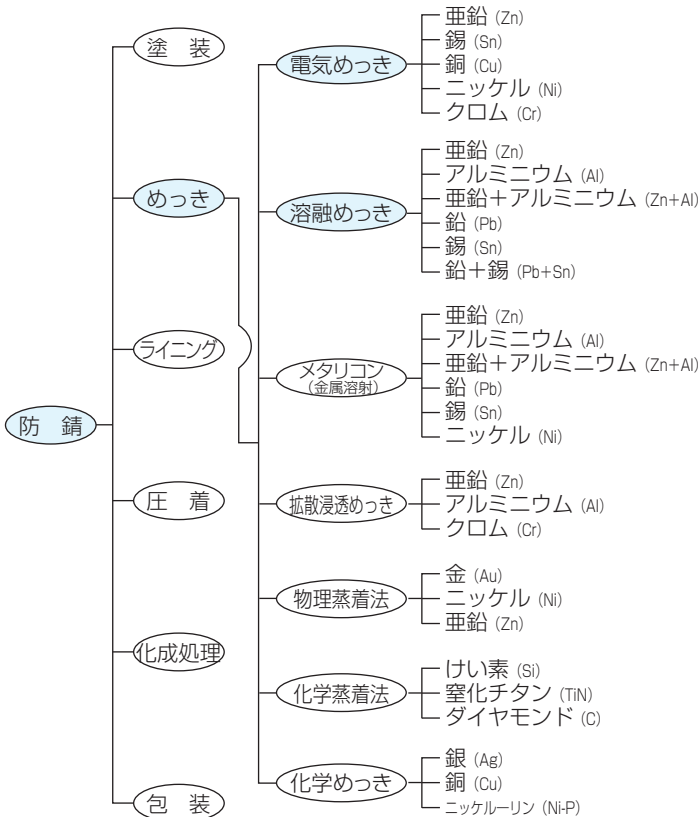 防　錆
塗　装
めっき
ライニング
圧　着
化成処理
包　装
電気めっき
亜鉛 (Zn)
錫 (Sn)
銅 (Cu)
ニッケル (Ni)
クロム (Cr)
溶融めっき
亜鉛 (Zn)
アルミニウム (Al)
亜鉛＋アルミニウム (Zn+Al)
鉛 (Pb)
錫 (Sn)
鉛＋錫 (Pb+Sn)
メタリコン
(金属溶射)
亜鉛 (Zn)
アルミニウム (Al)
亜鉛＋アルミニウム (Zn+Al)
鉛 (Pb)
錫 (Sn)
ニッケル (Ni)
拡散浸透めっき
亜鉛 (Zn)
アルミニウム (Al)
クロム (Cr)
物理蒸着法
金 (Au)
ニッケル (Ni)
亜鉛 (Zn)
化学蒸着法
けい素 (Si)
窒化チタン (TiN)
ダイヤモンド (C)
化学めっき
銀 (Ag)
銅 (Cu)
ニッケルーリン (Ni-P)